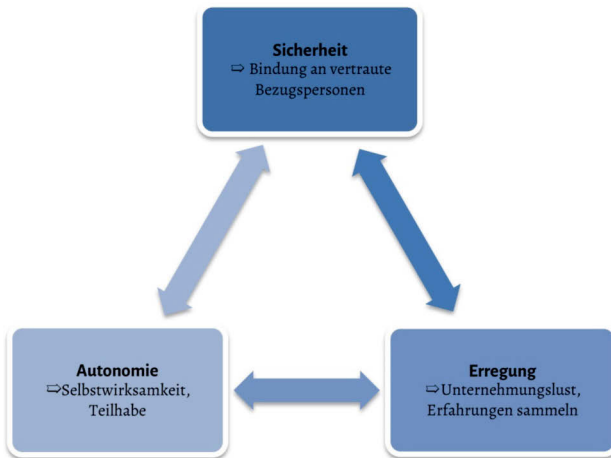 Sicherheit
⇨ Bindung an vertraute
Bezugspersonen
Autonomie
⇨Selbstwirksamkeit,
Teilhabe
Erregung
⇨Unternehmungslust,
Erfahrungen sammeln